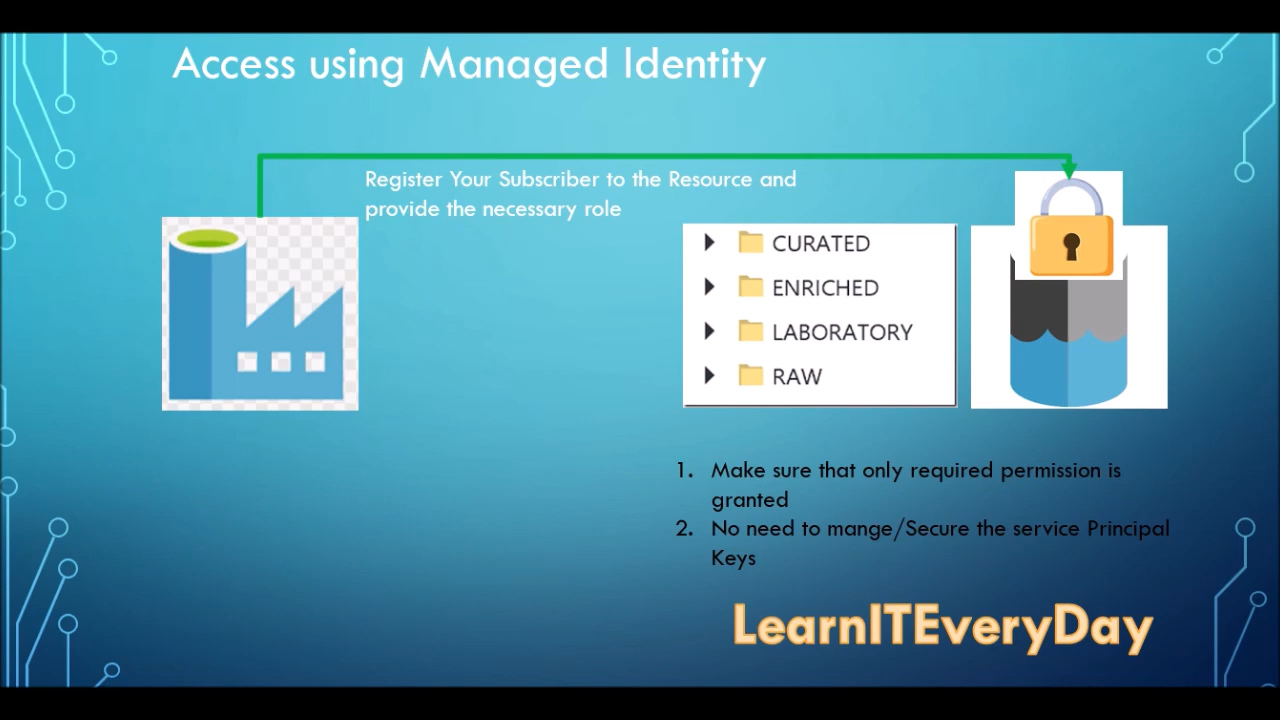 Access using Managed Identity
Register Your Subscriber to the Resource and
provide the necessary role
CURATED
ENRICHED
LABORATORY
RAW
1. Make sure that only required permission is
granted
2. No need to mange/Secure the service Principal
Keys
LearnITEveryDay